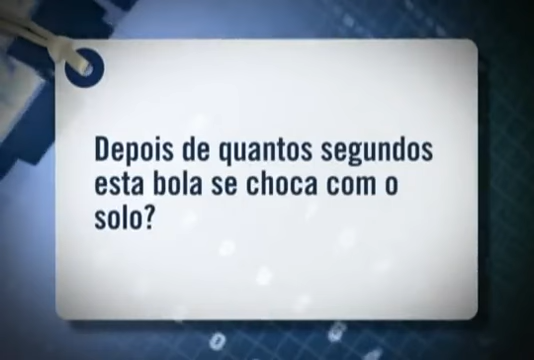 Depois de quantos segundos
esta bola se choca com o
solo?